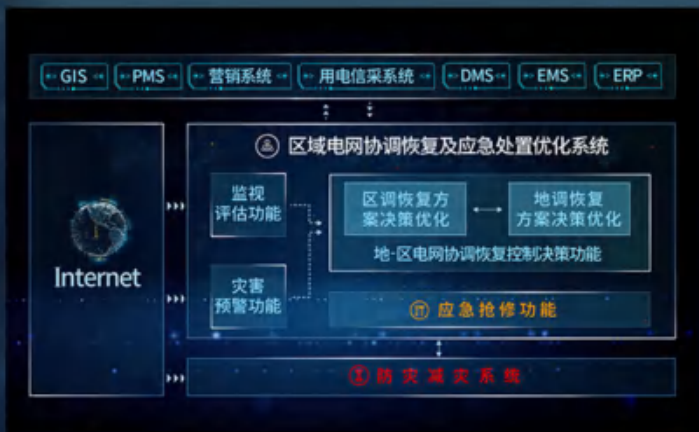 GIS
PMS
营销系统
用电信采系统
DMS
EMS
ERP
区域电网协调恢复及应急处置优化系统
Internet
监视
评估功能
灾害
预警功能
区调恢复方
案决策优化
地调恢复
方案决策优化
地-区电网协调恢复控制决策功能
应急抢修功能
防灾减灾系统